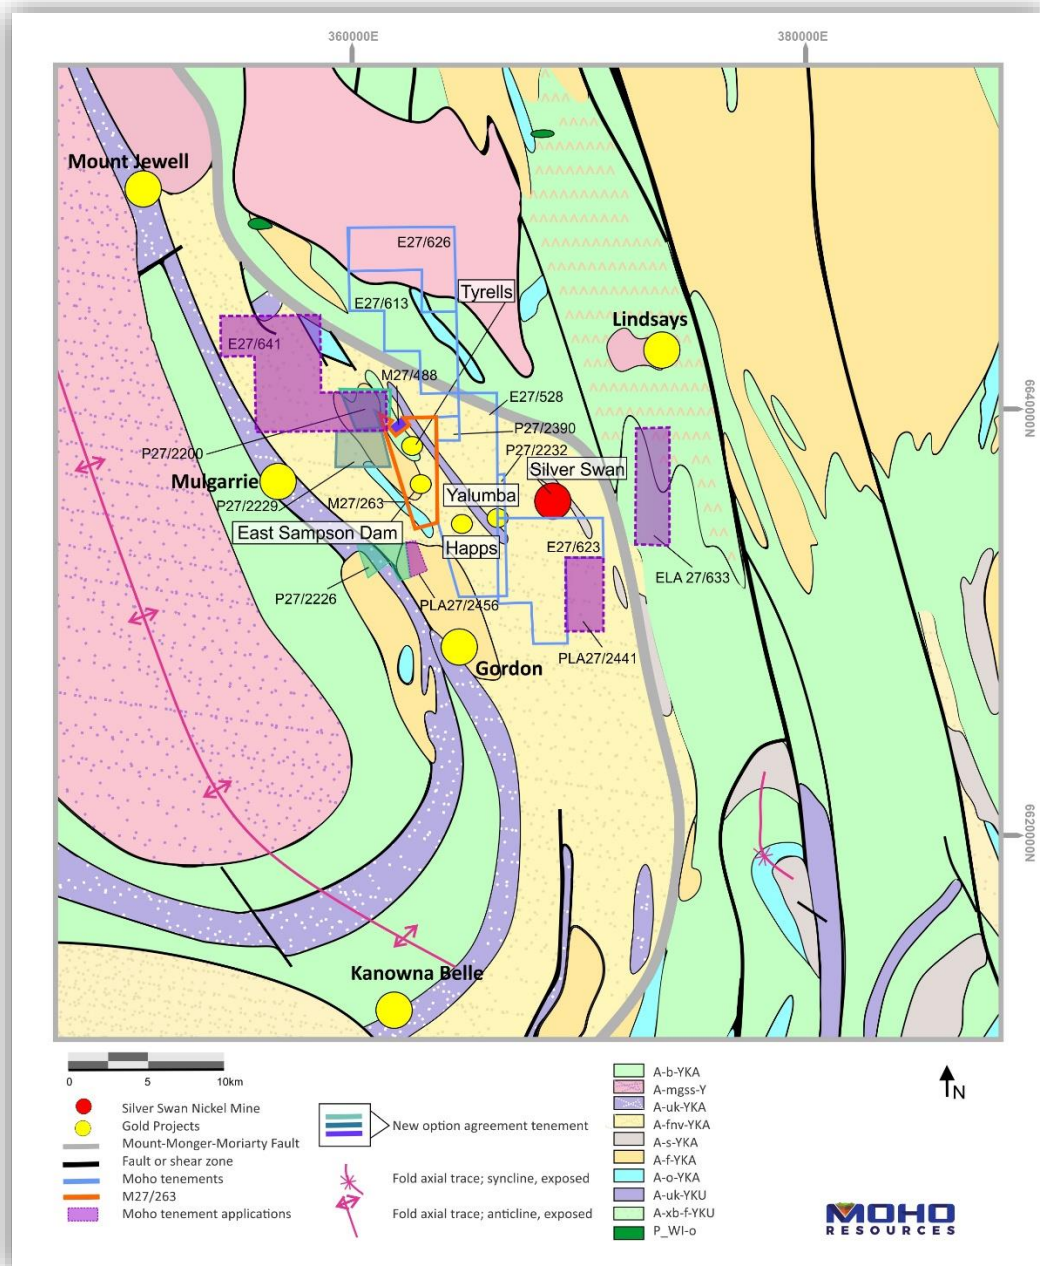 360000E
380000E
Mount Jewell
E27/626
Tyrells
E27/613
Lindsays
E27/641
M27/488
E27/528
6640000N
P27/2390
P27/2200
P27/2232
Silver Swan
Mulgarrie
Yalumba
P27/2229
M27/263
East Sampson Dam
Happs
E27/623
ELA 27/633
P27/2226
PLA27/2456
PLA27/2441
Gordon
6620000N
Kanowna Belle
0 5 10km
Silver Swan Nickel Mine
Gold Projects
Mount-Monger-Moriarty Fault
Fault or shear zone
Moho tenements
M27/263
Moho tenement applications
New option agreement tenement
Fold axial trace; syncline, exposed
Fold axial trace; anticline, exposed
A-b-YKA
A-mgss-Y
A-uk-YKA
A-fnv-YKA
A-s-YKA
A-f-YKA
A-o-YKA
A-uk-YKU
A-xb-f-YKU
P_WI-o
N
MOHO
RESOURCES